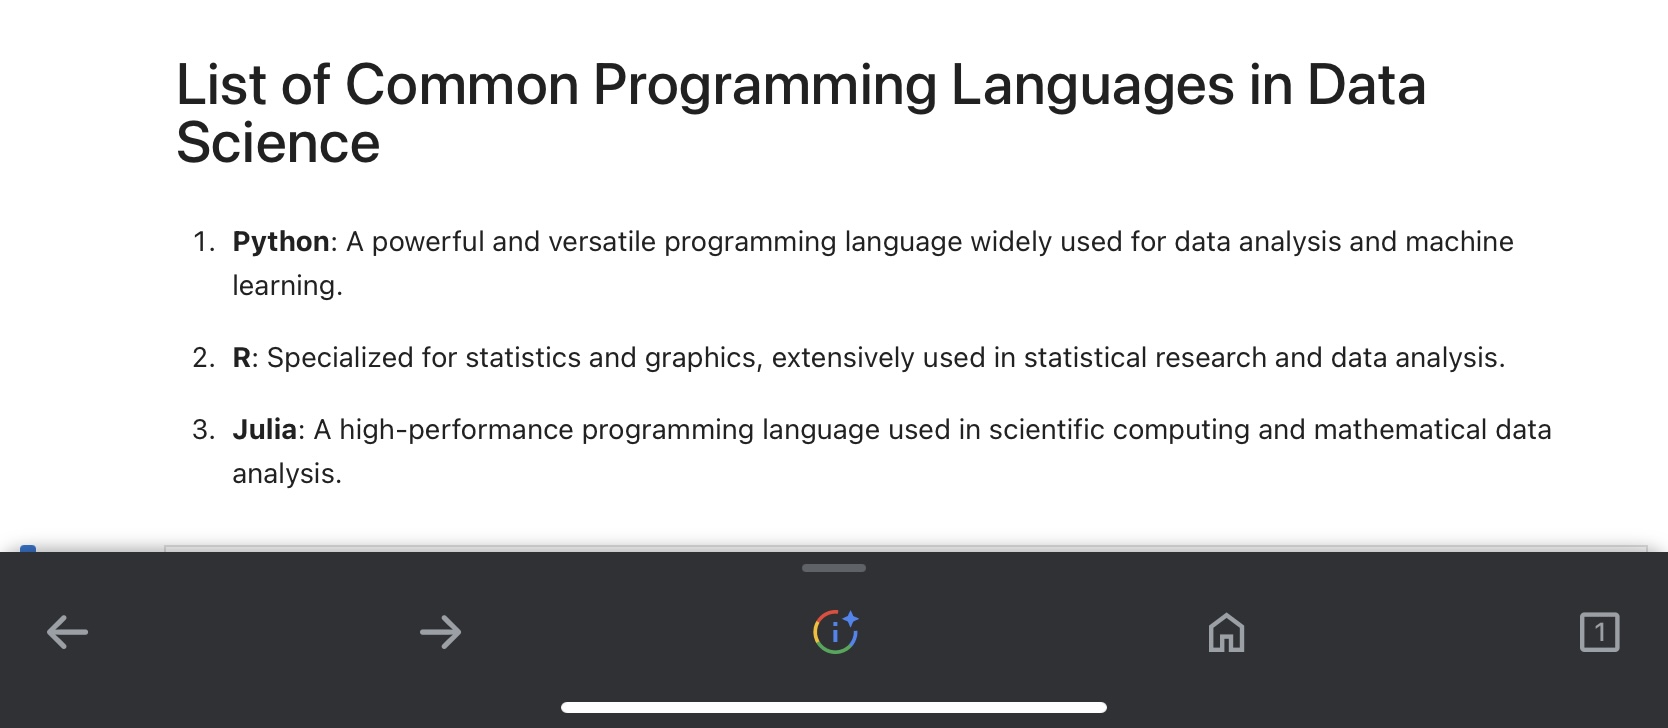 List of Common Programming Languages in Data
Science
1. Python: A powerful and versatile programming language widely used for data analysis and machine
learning.
2. R: Specialized for statistics and graphics, extensively used in statistical research and data analysis.
3. Julia: A high-performance programming language used in scientific computing and mathematical data
analysis.
1